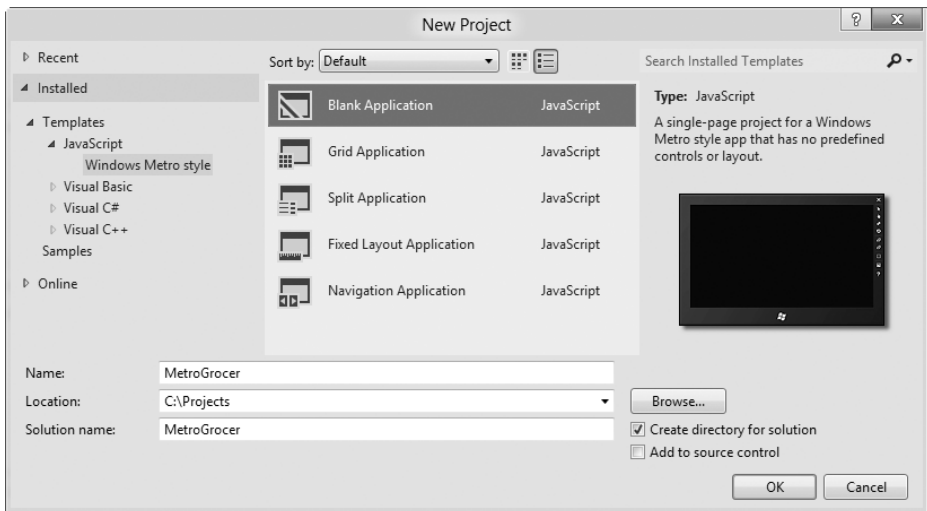 New Project
Recent
Installed
Templates
JavaScript
Windows Metro style
Visual Basic
Visual C#
Visual C++
Samples
Online
Sort by: Default
Blank Application JavaScript
Grid Application JavaScript
Split Application JavaScript
Fixed Layout Application JavaScript
Navigation Application JavaScript
Search Installed Templates
Type: JavaScript
A single-page project for a Windows
Metro style app that has no predefined
controls or layout.
Name: MetroGrocer
Location: C:\Projects
Browse...
Solution name: MetroGrocer
Create directory for solution
Add to source control
OK
Cancel